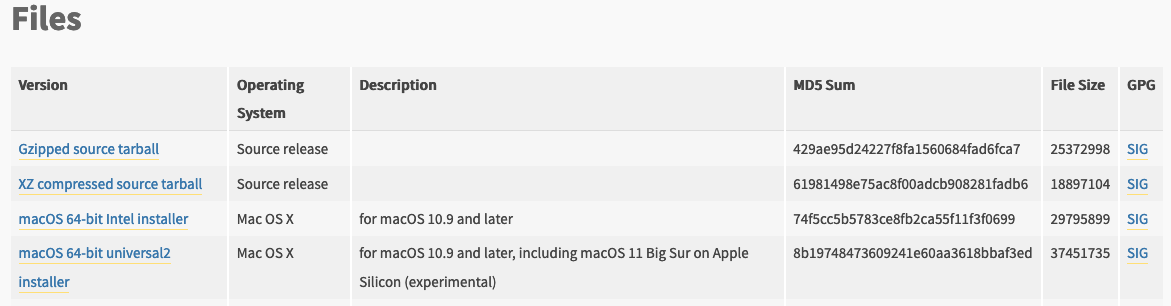 Files
Version Operating System Description MD5 Sum File Size GPG
Gzipped source tarball Source release 429ae95d24227f8fa1560684fad6fca7 25372998 SIG
XZ compressed source tarball Source release 61981498e75ac8f00adcb908281fadb6 18897104 SIG
macOS 64-bit Intel installer Mac OS X for macOS 10.9 and later 74f5cc5b5783ce8fb2ca55f11f3f0699 29795899 SIG
macOS 64-bit universal2 installer Mac OS X for macOS 10.9 and later, including macOS 11 Big Sur on Apple Silicon (experimental) 8b19748473609241e60aa3618bbaf3ed 37451735 SIG